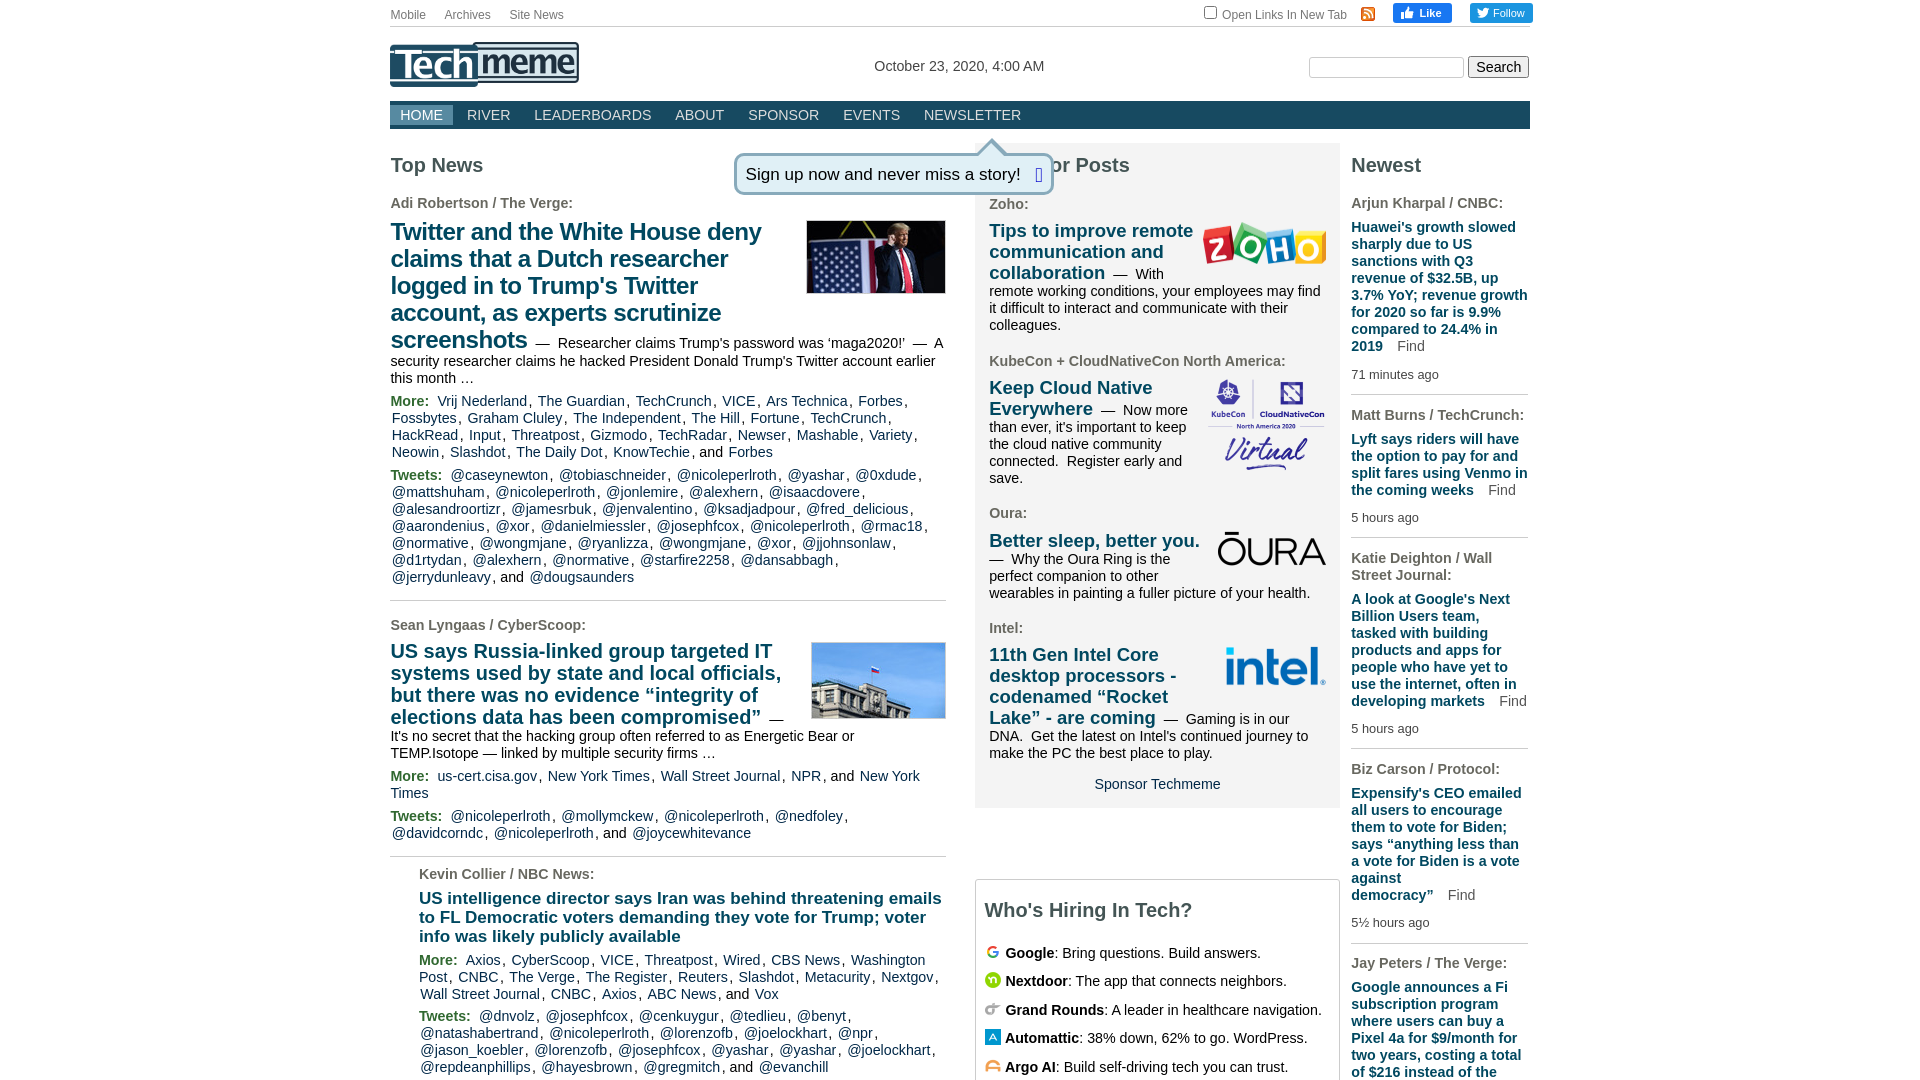 Mobile Archives Site News
Open Links In New Tab Like Follow
Techmeme
October 23, 2020, 4:00 AM
Search
HOME RIVER LEADERBOARDS ABOUT SPONSOR EVENTS NEWSLETTER
Sign up now and never miss a story!
Top News
Adi Robertson / The Verge:
Twitter and the White House deny
claims that a Dutch researcher
logged in to Trump's Twitter
account, as experts scrutinize
screenshots — Researcher claims Trump's password was ‘maga2020!’ — A
security researcher claims he hacked President Donald Trump's Twitter account earlier
this month …
More: Vrij Nederland, The Guardian, TechCrunch, VICE, Ars Technica, Forbes,
Fossbytes, Graham Cluley, The Independent, The Hill, Fortune, TechCrunch,
HackRead, Input, Threatpost, Gizmodo, TechRadar, Newser, Mashable, Variety,
Neowin, Slashdot, The Daily Dot, KnowTechie, and Forbes
Tweets: @caseynewton, @tobiaschneider, @nicoleperlroth, @yashar, @0xdude,
@mattshuham, @nicoleperlroth, @jonlemire, @alexhern, @isaacdovere,
@alesandroortizr, @jamesrbuk, @jenvalentino, @ksadjadpour, @fred_delicious,
@aarondenius, @xor, @danielmiessler, @josephfcox, @nicoleperlroth, @rmac18,
@normative, @wongmjane, @ryanlizza, @wongmjane, @xor, @jjohnsonlaw,
@d1rtydan, @alexhern, @normative, @starfire2258, @dansabbagh,
@jerrydunleavy, and @dougsaunders
Sean Lyngaas / CyberScoop:
US says Russia-linked group targeted IT
systems used by state and local officials,
but there was no evidence “integrity of
elections data has been compromised” —
It's no secret that the hacking group often referred to as Energetic Bear or
TEMP.Isotope — linked by multiple security firms …
More: us-cert.cisa.gov, New York Times, Wall Street Journal, NPR, and New York
Times
Tweets: @nicoleperlroth, @mollymckew, @nicoleperlroth, @nedfoley,
@davidcorndc, @nicoleperlroth, and @joycewhitevance
Kevin Collier / NBC News:
US intelligence director says Iran was behind threatening emails
to FL Democratic voters demanding they vote for Trump; voter
info was likely publicly available
More: Axios, CyberScoop, VICE, Threatpost, Wired, CBS News, Washington
Post, CNBC, The Verge, The Register, Reuters, Slashdot, Metacurity, Nextgov,
Wall Street Journal, CNBC, Axios, ABC News, and Vox
Tweets: @dnvolz, @josephfcox, @cenkuygur, @tedlieu, @benyt,
@natashabertrand, @nicoleperlroth, @lorenzofb, @joelockhart, @npr,
@jason_koebler, @lorenzofb, @josephfcox, @yashar, @yashar, @joelockhart,
@repdeanphillips, @hayesbrown, @gregmitch, and @evanchill
or Posts
Zoho:
Tips to improve remote
communication and
collaboration — With
remote working conditions, your employees may find
it difficult to interact and communicate with their
colleagues.
ZOHO
KubeCon + CloudNativeCon North America:
Keep Cloud Native
Everywhere — Now more
than ever, it's important to keep
the cloud native community
connected. Register early and
save.
KubeCon CloudNativeCon
North America 2020
Virtual
Oura:
Better sleep, better you.
— Why the Oura Ring is the
perfect companion to other
wearables in painting a fuller picture of your health.
ŌURA
Intel:
11th Gen Intel Core
desktop processors -
codenamed “Rocket
Lake” - are coming — Gaming is in our
DNA. Get the latest on Intel's continued journey to
make the PC the best place to play.
intel
Sponsor Techmeme
Who's Hiring In Tech?
Google: Bring questions. Build answers.
Nextdoor: The app that connects neighbors.
Grand Rounds: A leader in healthcare navigation.
Automattic: 38% down, 62% to go. WordPress.
Argo AI: Build self-driving tech you can trust.
Newest
Arjun Kharpal / CNBC:
Huawei's growth slowed
sharply due to US
sanctions with Q3
revenue of $32.5B, up
3.7% YoY; revenue growth
for 2020 so far is 9.9%
compared to 24.4% in
2019 Find
71 minutes ago
Matt Burns / TechCrunch:
Lyft says riders will have
the option to pay for and
split fares using Venmo in
the coming weeks Find
5 hours ago
Katie Deighton / Wall
Street Journal:
A look at Google's Next
Billion Users team,
tasked with building
products and apps for
people who have yet to
use the internet, often in
developing markets Find
5 hours ago
Biz Carson / Protocol:
Expensify's CEO emailed
all users to encourage
them to vote for Biden;
says “anything less than
a vote for Biden is a vote
against
democracy” Find
5½ hours ago
Jay Peters / The Verge:
Google announces a Fi
subscription program
where users can buy a
Pixel 4a for $9/month for
two years, costing a total
of $216 instead of the